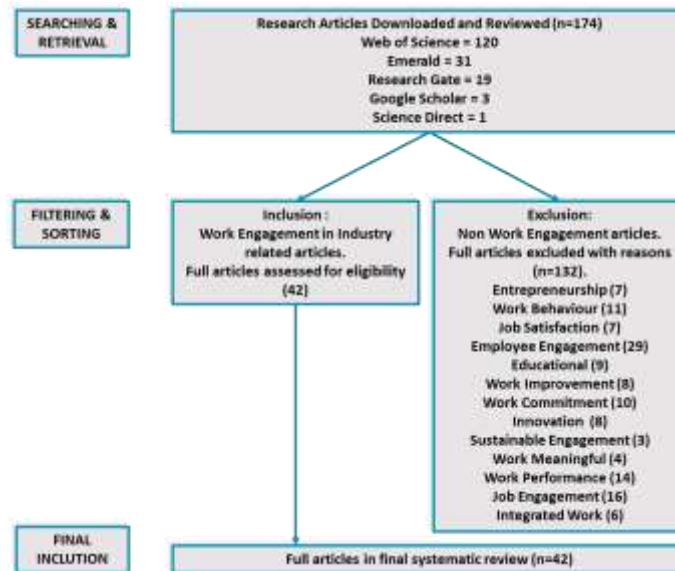 SEARCHING &
RETRIEVAL
Research Articles Downloaded and Reviewed (n=174)
Web of Science = 120
Emerald = 31
Research Gate = 19
Google Scholar = 3
Science Direct = 1
FILTERING &
SORTING
Inclusion :
Work Engagement in Industry
related articles.
Full articles assessed for eligibility
(42)
Exclusion:
Non Work Engagement articles.
Full articles excluded with reasons
(n=132).
Entrepreneurship (7)
Work Behaviour (11)
Job Satisfaction (7)
Employee Engagement (29)
Educational (9)
Work Improvement (8)
Work Commitment (10)
Innovation (8)
Sustainable Engagement (3)
Work Meaningful (4)
Work Performance (14)
Job Engagement (16)
Integrated Work (6)
FINAL
INCLUTION
Full articles in final systematic review (n=42)